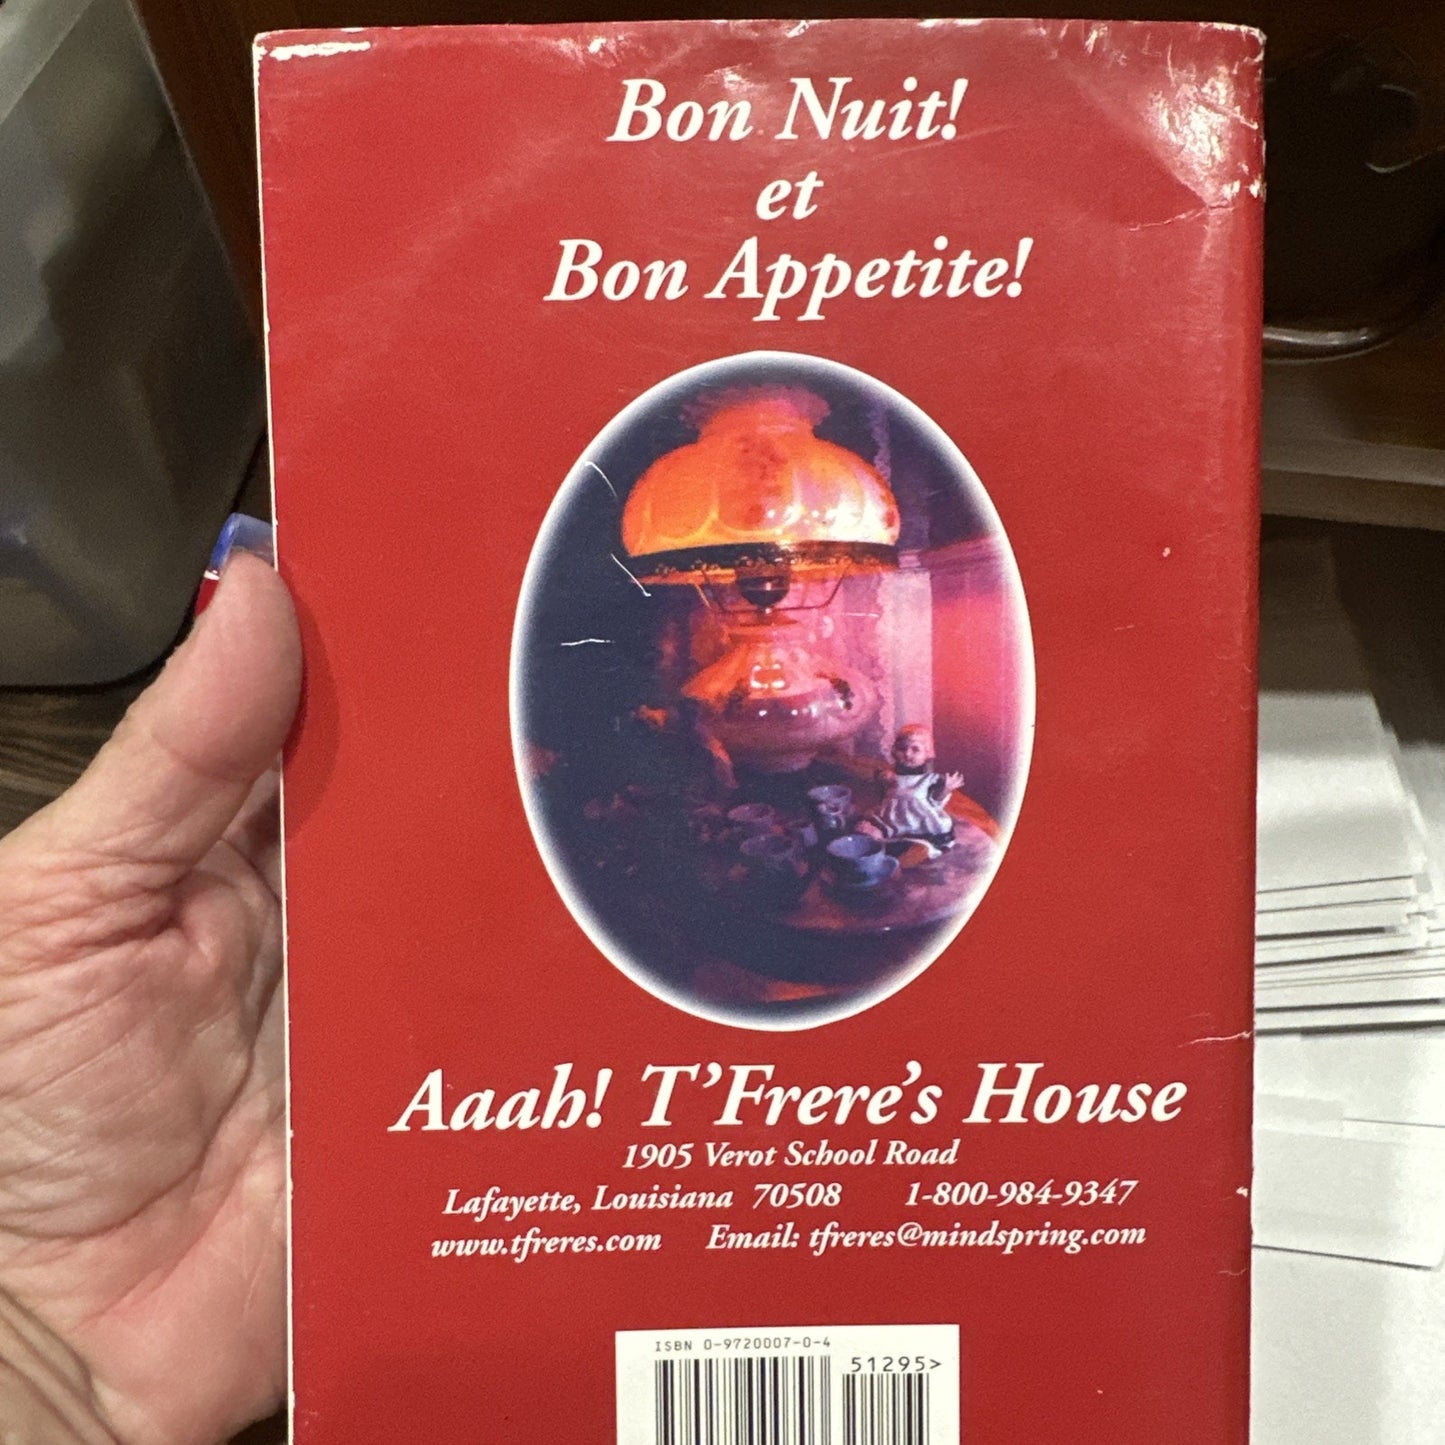 Bon Nuit!
et
Bon Appetite!
Aaah! T'Frere's House
1905 Verot School Road
Lafayette, Louisiana 70508 1-800-984-9347
www.tfreres.com Email: tfreres@mindspring.com
ISBN 0-9720007-0-4
51295>